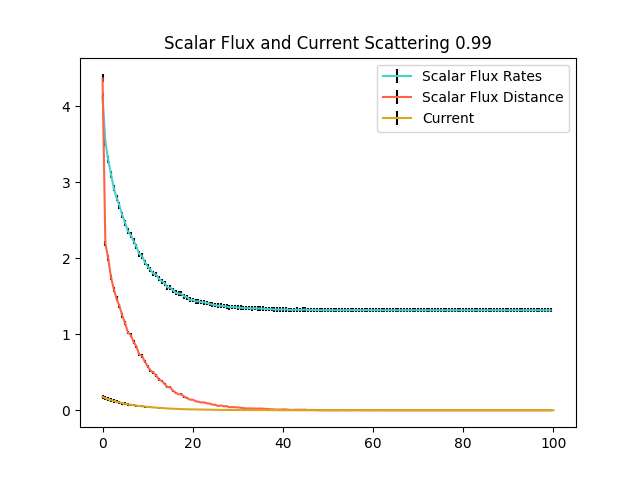 Scalar Flux and Current Scattering 0.99
Scalar Flux Rates
Scalar Flux Distance
Current
4
3
2
1
0
0 20 40 60 80 100